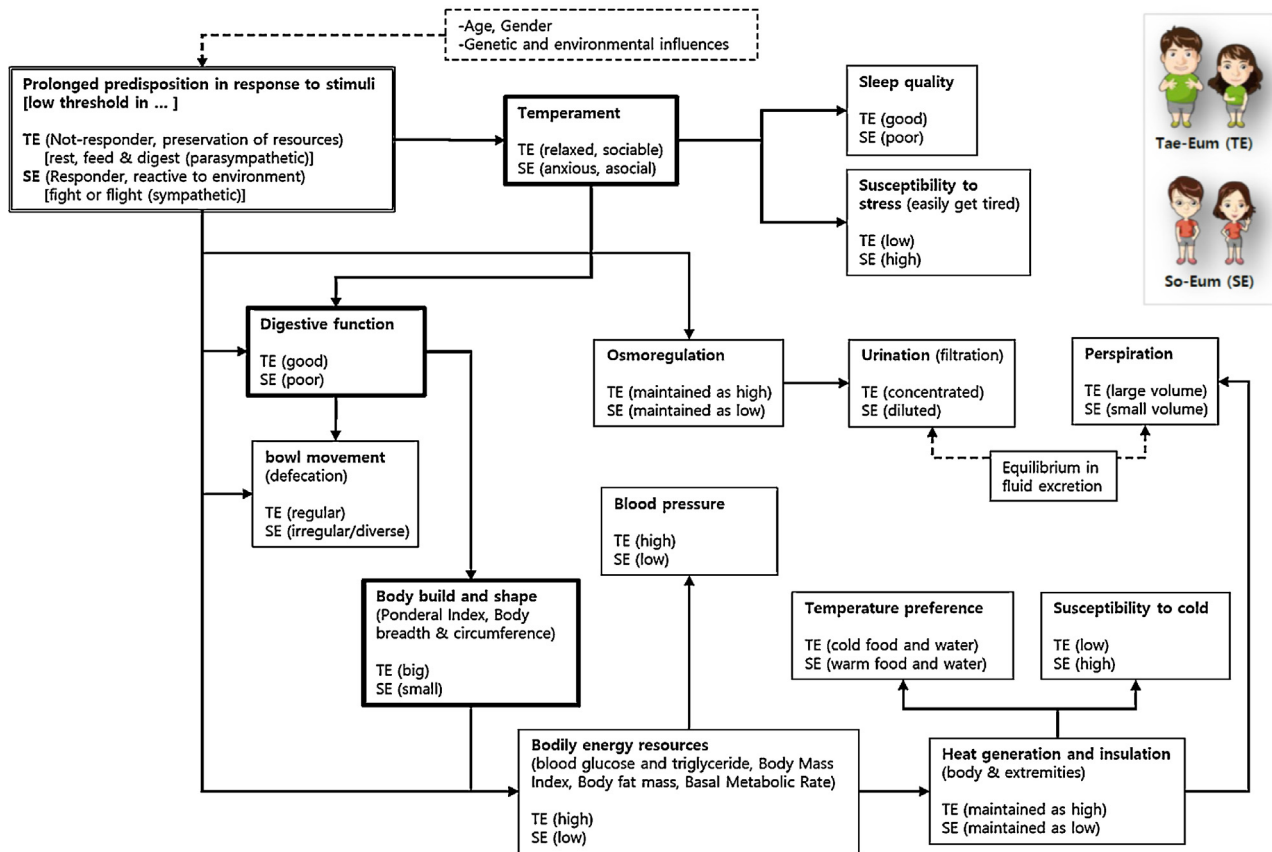 -Age, Gender
-Genetic and environmental influences
Prolonged predisposition in response to stimuli
[low threshold in ... ]
TE (Not-responder, preservation of resources)
[rest, feed & digest (parasympathetic)]
SE (Responder, reactive to environment)
[fight or flight (sympathetic)]
Temperament
TE (relaxed, sociable)
SE (anxious, asocial)
Sleep quality
TE (good)
SE (poor)
Susceptibility to
stress (easily get tired)
TE (low)
SE (high)
Tae-Eum (TE)
So-Eum (SE)
Digestive function
TE (good)
SE (poor)
Osmoregulation
TE (maintained as high)
SE (maintained as low)
Urination (filtration)
TE (concentrated)
SE (diluted)
Perspiration
TE (large volume)
SE (small volume)
Equilibrium in
fluid excretion
bowl movement
(defecation)
TE (regular)
SE (irregular/diverse)
Blood pressure
TE (high)
SE (low)
Body build and shape
(Ponderal Index, Body
breadth & circumference)
TE (big)
SE (small)
Temperature preference
TE (cold food and water)
SE (warm food and water)
Susceptibility to cold
TE (low)
SE (high)
Bodily energy resources
(blood glucose and triglyceride, Body Mass
Index, Body fat mass, Basal Metabolic Rate)
TE (high)
SE (low)
Heat generation and insulation
(body & extremities)
TE (maintained as high)
SE (maintained as low)